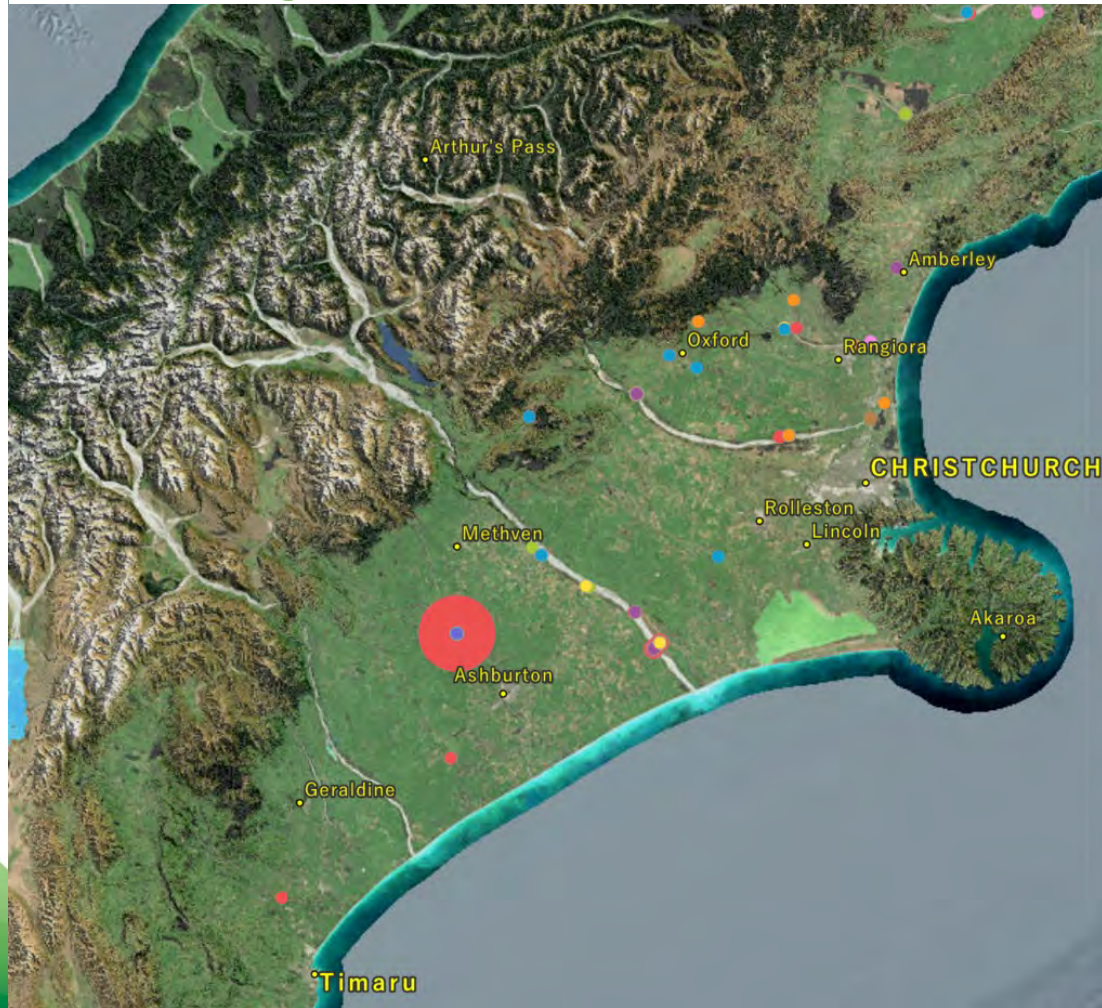 Arthur's Pass
Amberley
Oxford
Rangiora
CHRISTCHURCH
Rolleston
Lincoln
Methven
Akaroa
Ashburton
Geraldine
Timaru